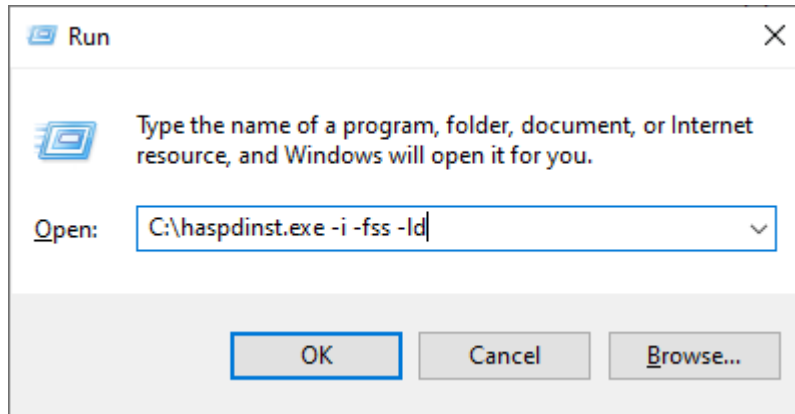 Run
Type the name of a program, folder, document, or Internet
resource, and Windows will open it for you.
Open:
C:\haspdinst.exe -i -fss -ld
OK
Cancel
Browse...